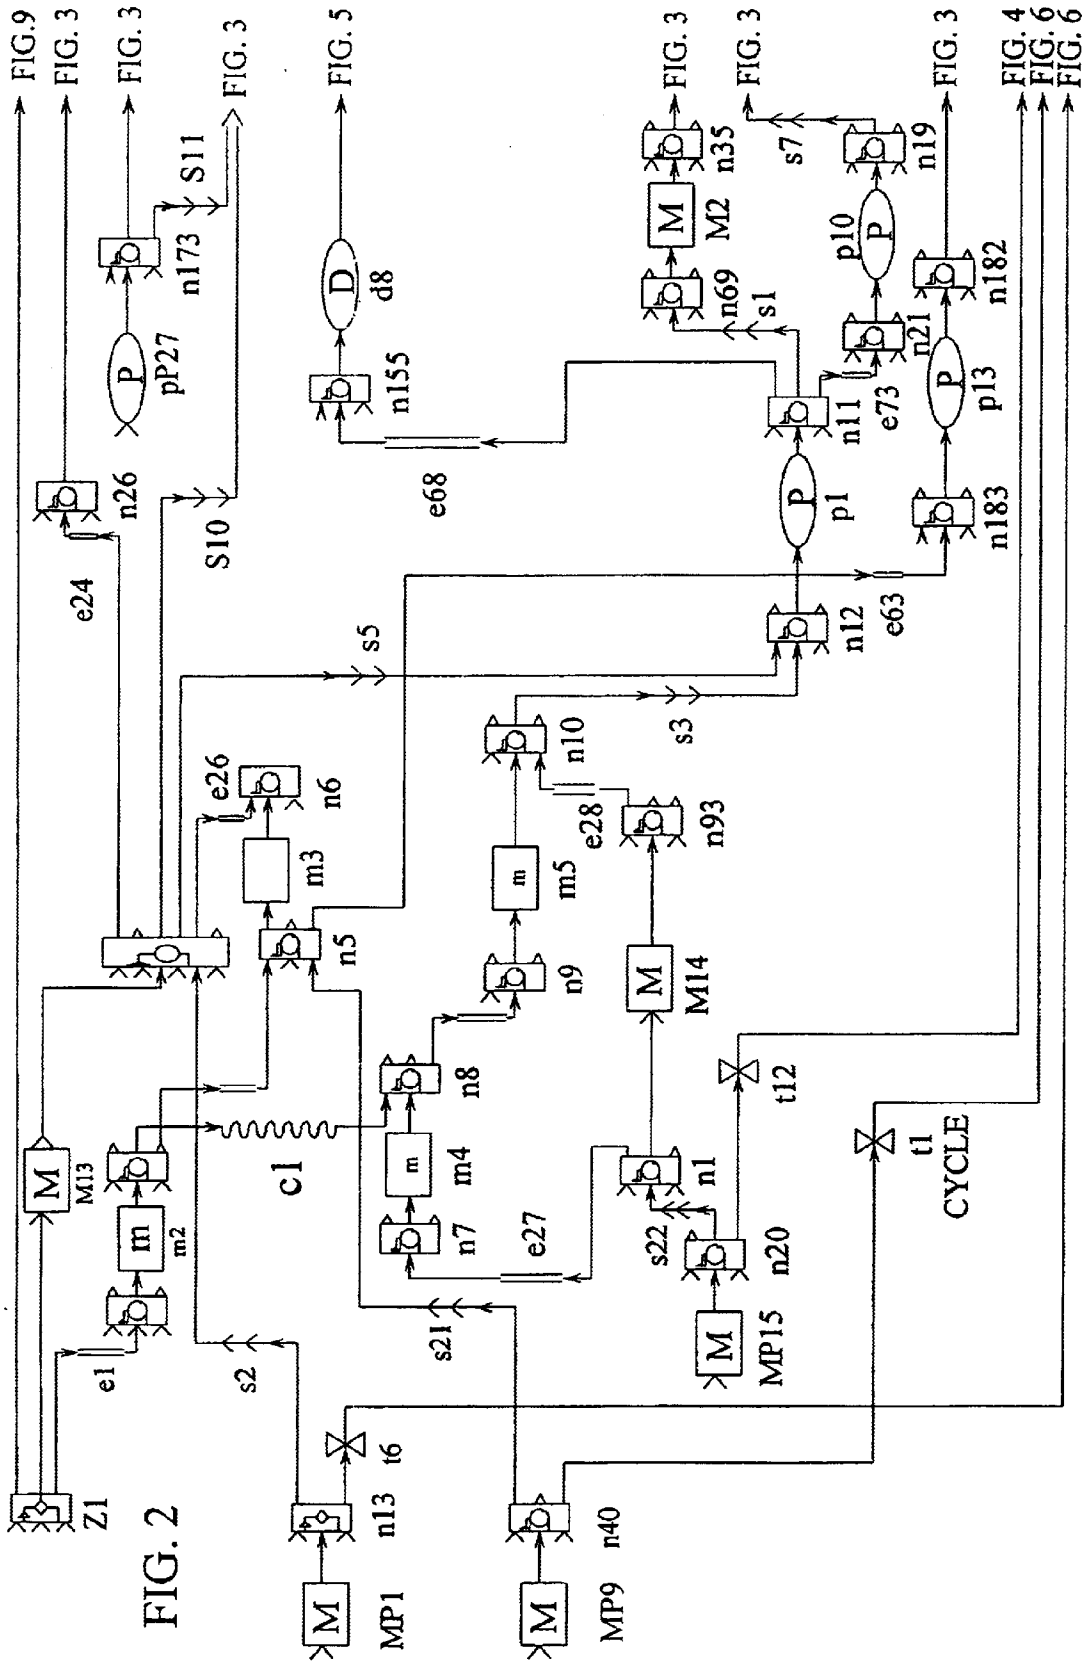 FIG. 2
Z1
FIG.9
FIG. 3
FIG. 3
FIG. 3
FIG. 5
FIG. 3
FIG. 3
FIG. 3
FIG. 4
FIG. 6
FIG. 6
e1
m
m2
M
M13
e24
n26
P
pP27
n173
S11
S10
s5
e26
n6
m3
n5
c1
s2
M
MP1
n13
t6
M
MP9
n40
s21
n7
m
m4
n8
n9
m
m5
n10
s3
e27
M
MP15
n20
s22
n1
M
M14
n93
e28
t12
t1
CYCLE
n12
P
p1
n11
e68
n155
D
d8
s1
n69
M
M2
n35
e73
n21
P
p10
n19
s7
e63
n183
P
p13
n182